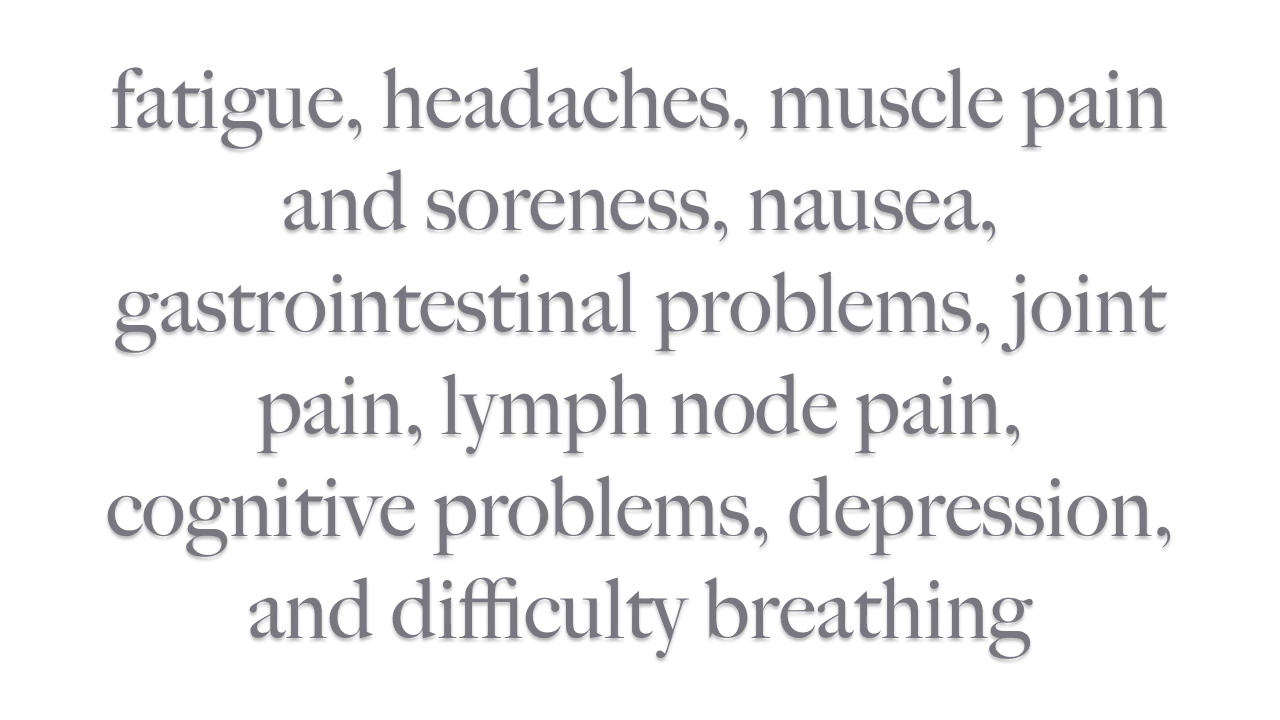 fatigue, headaches, muscle pain
and soreness, nausea,
gastrointestinal problems, joint
pain, lymph node pain,
cognitive problems, depression,
and difficulty breathing